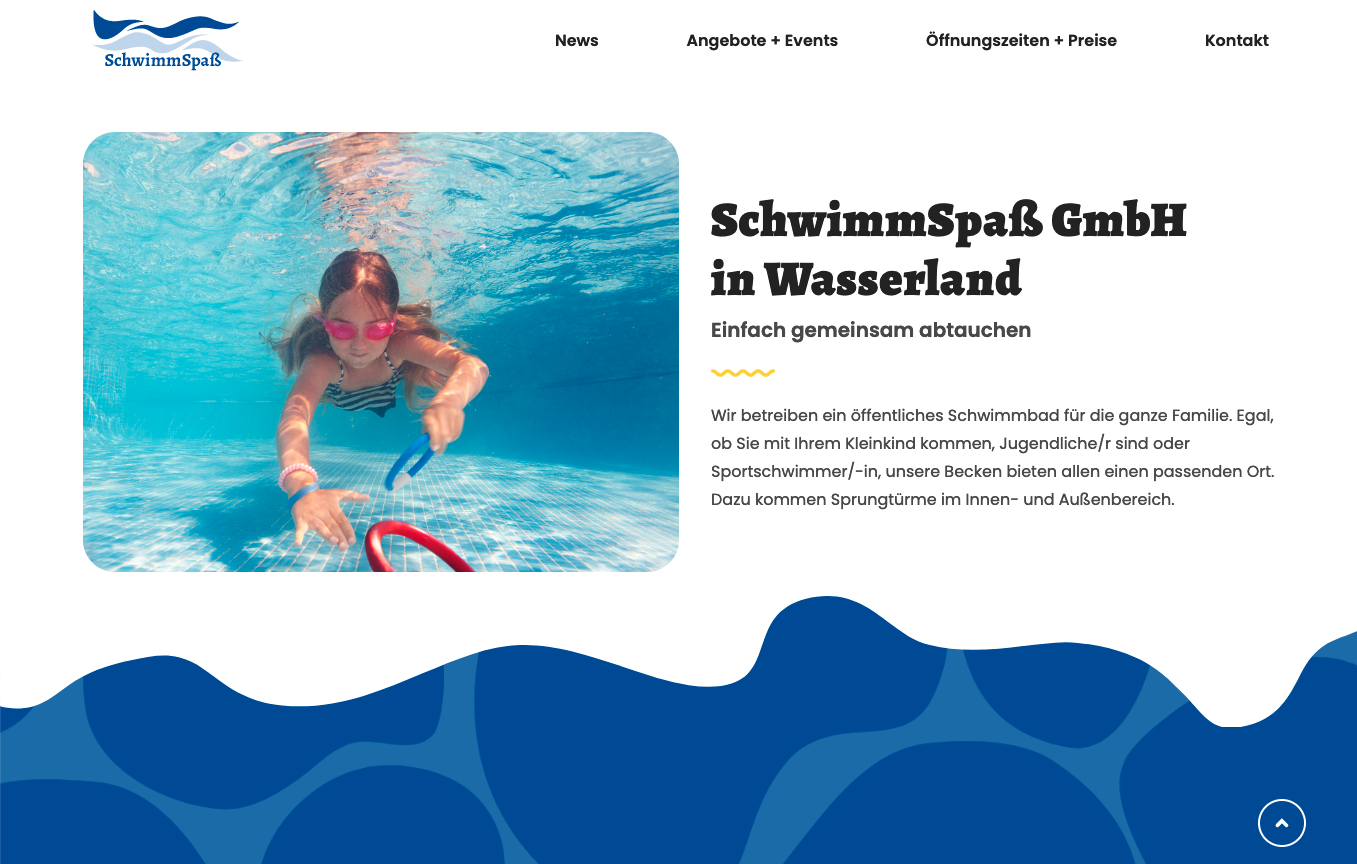 SchwimmSpaß
News
Angebote + Events
Öffnungszeiten + Preise
Kontakt
SchwimmSpaß GmbH
in Wasserland
Einfach gemeinsam abtauchen
Wir betreiben ein öffentliches Schwimmbad für die ganze Familie. Egal,
ob Sie mit Ihrem Kleinkind kommen, Jugendliche/r sind oder
Sportschwimmer/-in, unsere Becken bieten allen einen passenden Ort.
Dazu kommen Sprungtürme im Innen- und Außenbereich.